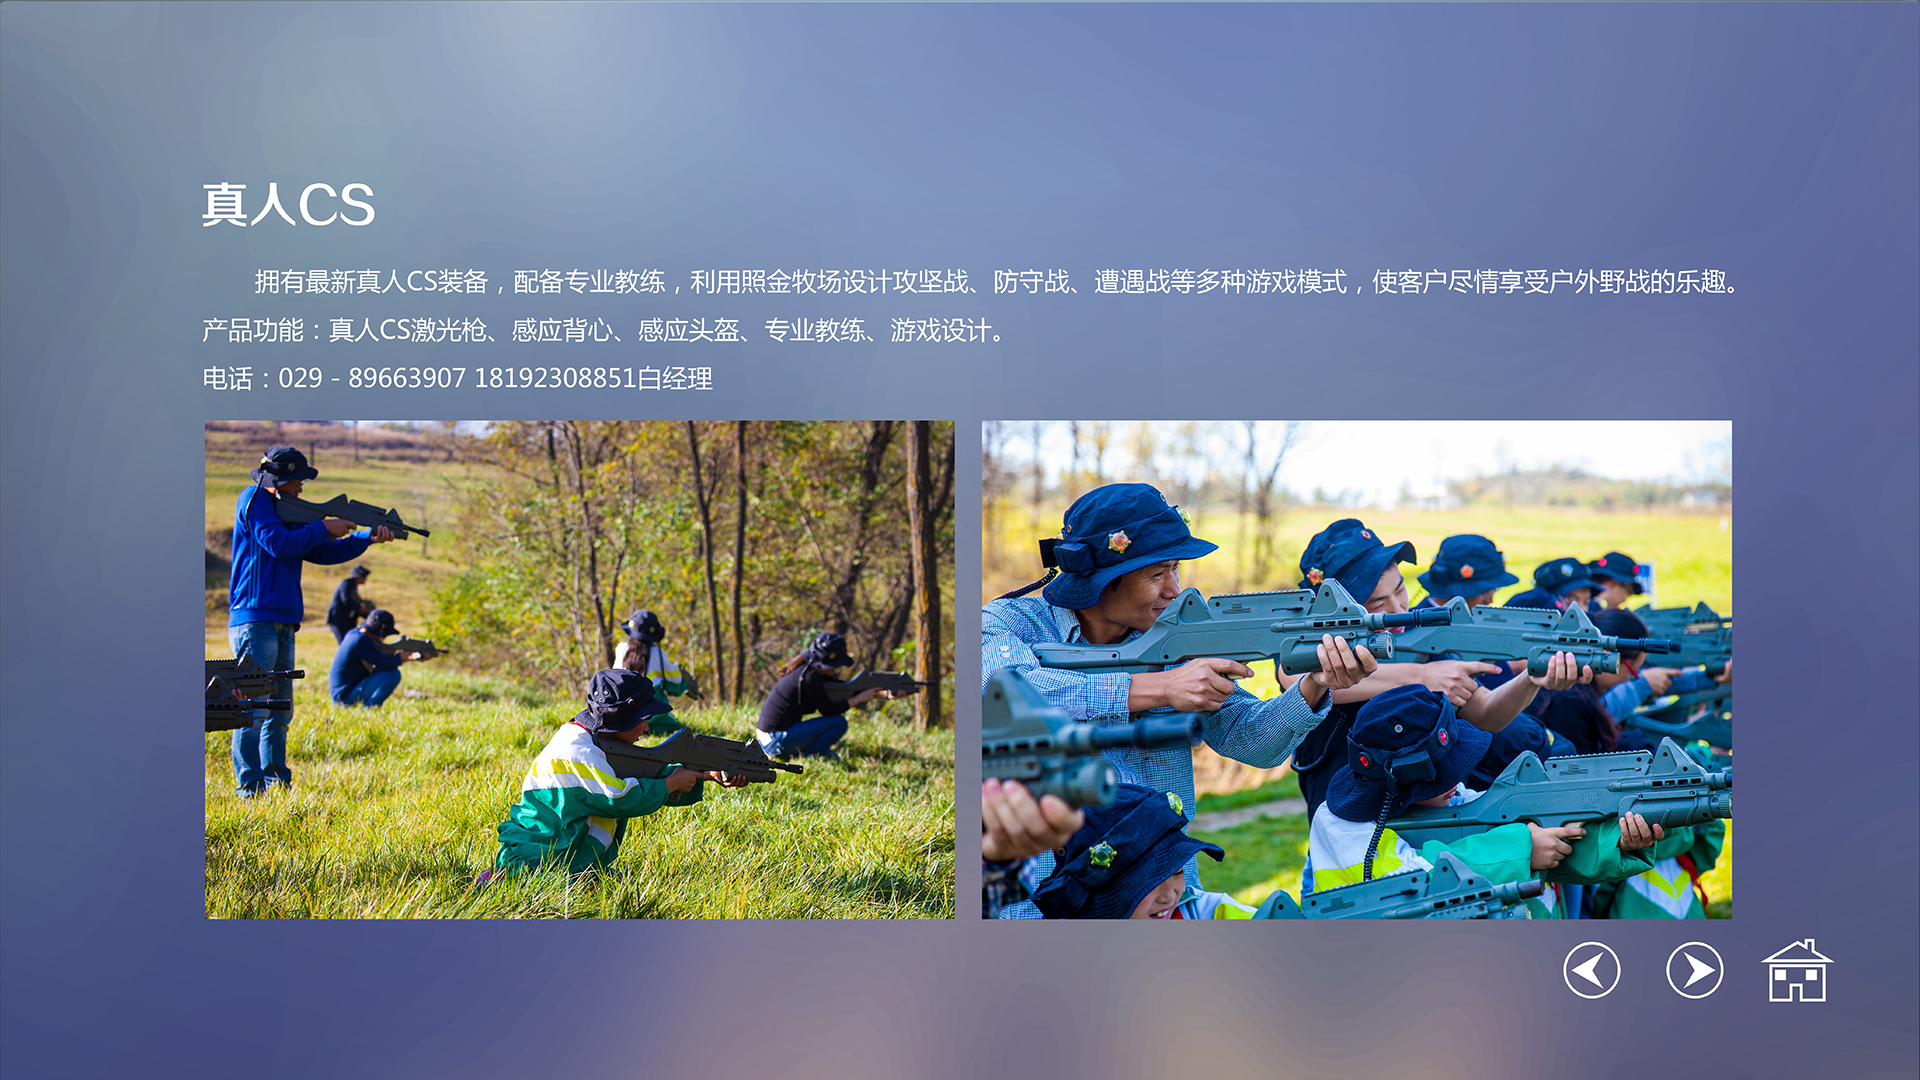 真人CS
拥有最新真人CS装备，配备专业教练，利用照金牧场设计攻坚战、防守战、遭遇战等多种游戏模式，使客户尽情享受户外野战的乐趣。
产品功能：真人CS激光枪、感应背心、感应头盔、专业教练、游戏设计。
电话：029 - 89663907 18192308851白经理